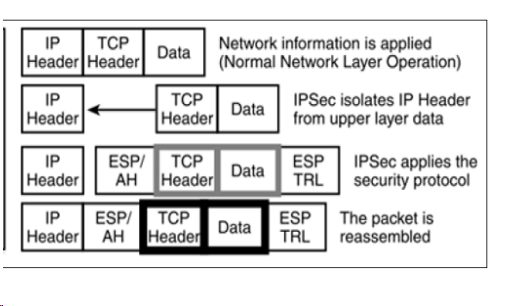 IP Header
TCP Header
Data
Network information is applied
(Normal Network Layer Operation)
IP Header
TCP Header
Data
IPSec isolates IP Header
from upper layer data
IP Header
ESP/ AH
TCP Header
Data
ESP TRL
IPSec applies the
security protocol
IP Header
ESP/ AH
TCP Header
Data
ESP TRL
The packet is
reassembled